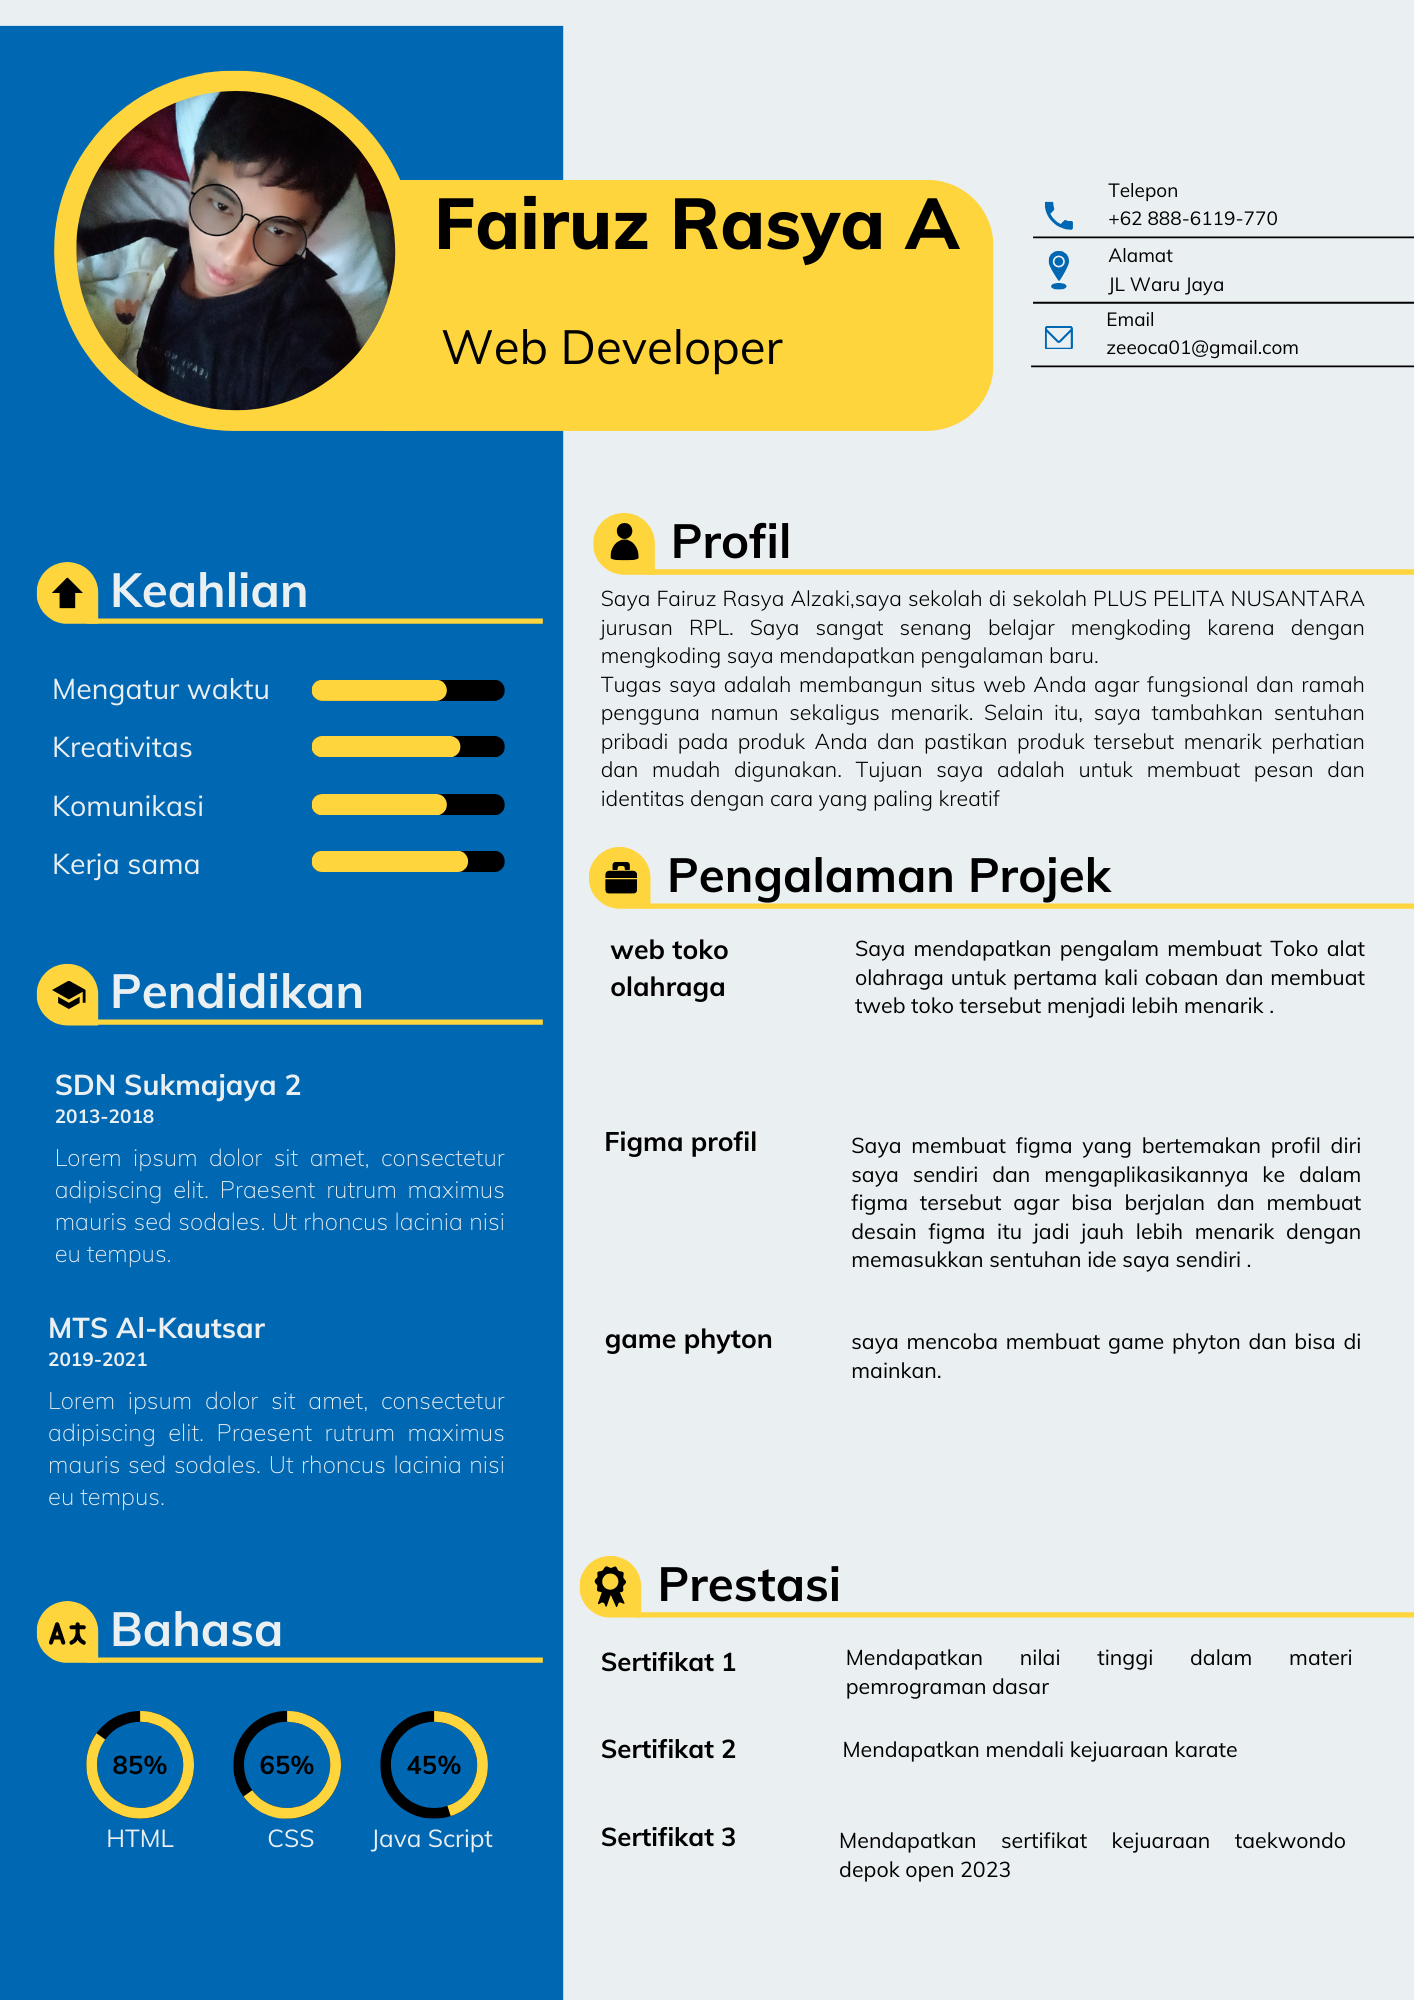 Fairuz Rasya A
Web Developer
Telepon
+62 888-6119-770
Alamat
JL Waru Jaya
Email
zeeoca01@gmail.com
Keahlian
Mengatur waktu
Kreativitas
Komunikasi
Kerja sama
Pendidikan
SDN Sukmajaya 2
2013-2018
Lorem ipsum dolor sit amet, consectetur
adipiscing elit. Praesent rutrum maximus
mauris sed sodales. Ut rhoncus lacinia nisi
eu tempus.
MTS Al-Kautsar
2019-2021
Lorem ipsum dolor sit amet, consectetur
adipiscing elit. Praesent rutrum maximus
mauris sed sodales. Ut rhoncus lacinia nisi
eu tempus.
Bahasa
85%
65%
45%
HTML
CSS
Java Script
Profil
Saya Fairuz Rasya Alzaki,saya sekolah di sekolah PLUS PELITA NUSANTARA
jurusan RPL. Saya sangat senang belajar mengkoding karena dengan
mengkoding saya mendapatkan pengalaman baru.
Tugas saya adalah membangun situs web Anda agar fungsional dan ramah
pengguna namun sekaligus menarik. Selain itu, saya tambahkan sentuhan
pribadi pada produk Anda dan pastikan produk tersebut menarik perhatian
dan mudah digunakan. Tujuan saya adalah untuk membuat pesan dan
identitas dengan cara yang paling kreatif
Pengalaman Projek
web toko
olahraga
Saya mendapatkan pengalam membuat Toko alat
olahraga untuk pertama kali cobaan dan membuat
tweb toko tersebut menjadi lebih menarik .
Figma profil
Saya membuat figma yang bertemakan profil diri
saya sendiri dan mengaplikasikannya ke dalam
figma tersebut agar bisa berjalan dan membuat
desain figma itu jadi jauh lebih menarik dengan
memasukkan sentuhan ide saya sendiri .
game phyton
saya mencoba membuat game phyton dan bisa di
mainkan.
Prestasi
Sertifikat 1
Mendapatkan nilai tinggi dalam materi
pemrograman dasar
Sertifikat 2
Mendapatkan mendali kejuaraan karate
Sertifikat 3
Mendapatkan sertifikat kejuaraan taekwondo
depok open 2023